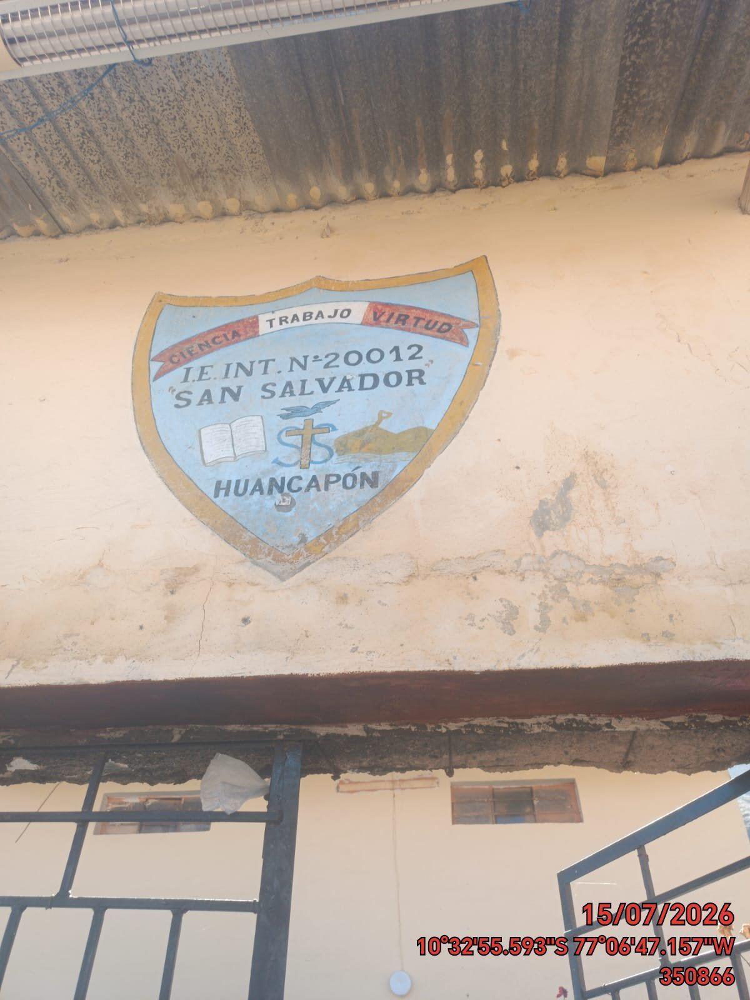 CIENCIA TRABAJO VIRTUD
I.E. INT. Nº 20012
"SAN SALVADOR"
SS
HUANCAPÓN
15/07/2026
10°32'55.593"S 77°06'47.157"W
350866